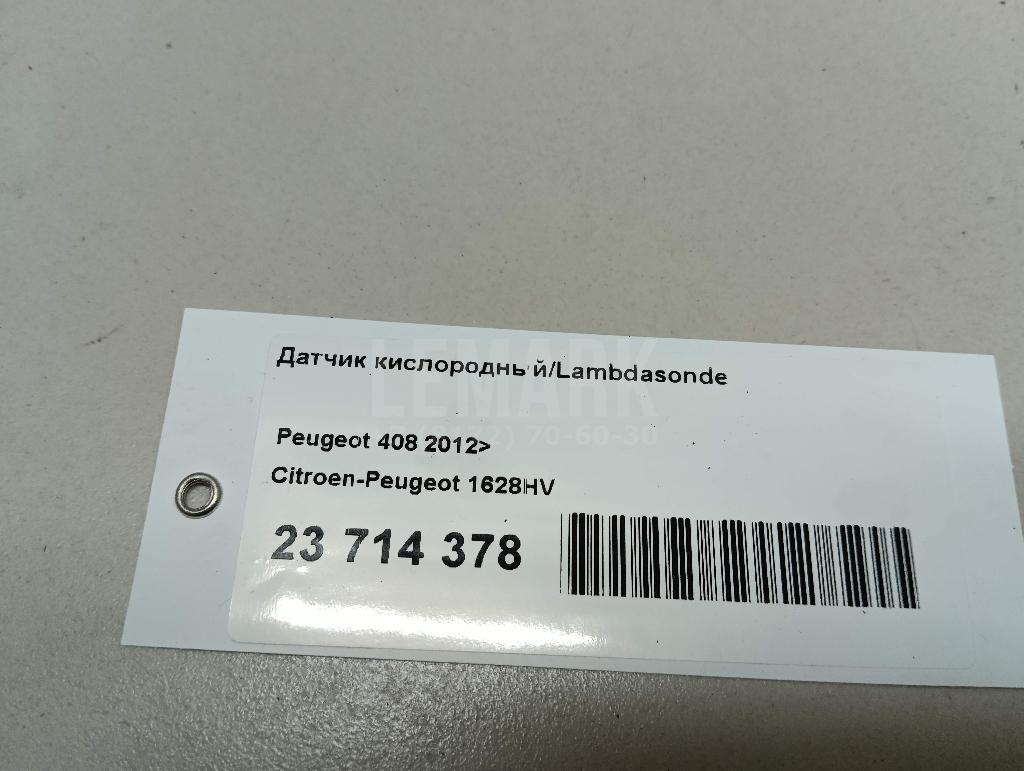 Датчик кислородный/Lambdasonde
LEMARK
70-60-30
Peugeot 408 2012>
Citroen-Peugeot 1628HV
23 714 378